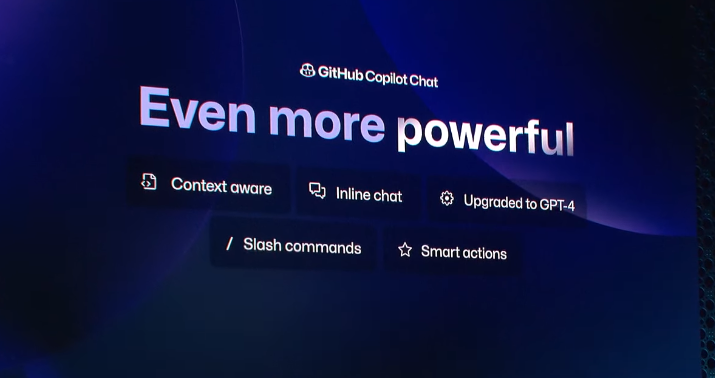 GitHub Copilot Chat
Even more powerful
Context aware
Inline chat
Upgraded to GPT-4
/ Slash commands
Smart actions